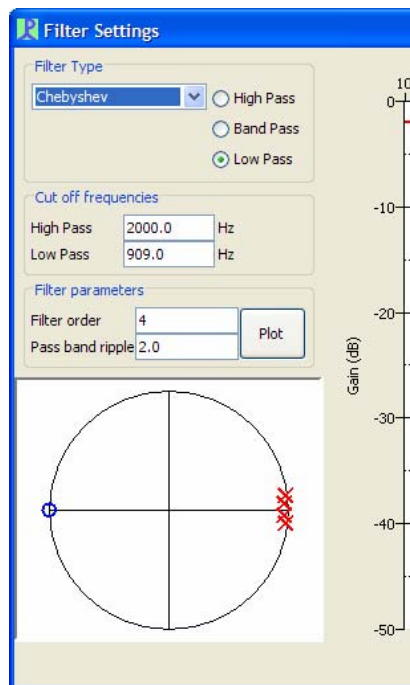 Filter Settings
Filter Type
Chebyshev
High Pass
Band Pass
Low Pass
Cut off frequencies
High Pass 2000.0 Hz
Low Pass 909.0 Hz
Filter parameters
Filter order 4
Pass band ripple 2.0
Plot
10
0
-10
-20
-30
-40
-50
Gain (dB)